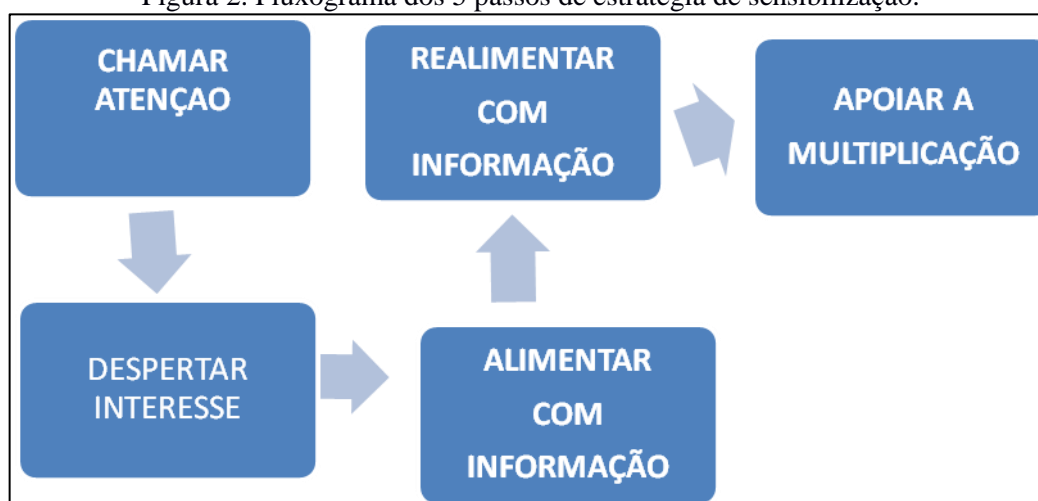 Figura 2. Fluxograma dos 5 passos de estratégia de sensibilização.
CHAMAR
ATENÇAO
DESPERTAR
INTERESSE
ALIMENTAR
COM
INFORMAÇÃO
REALIMENTAR
COM
INFORMAÇÃO
APOIAR A
MULTIPLICAÇÃO